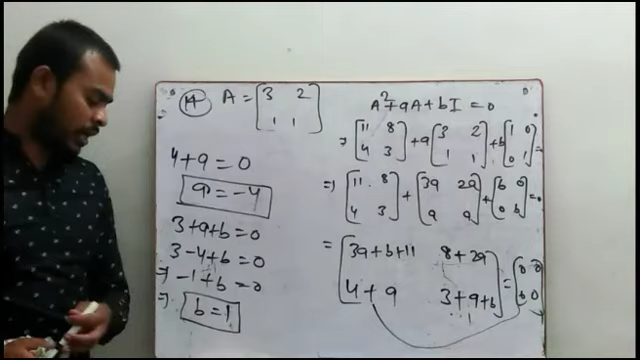 14 A = [3 2
1 1]
4+a=0
a=-4
3+a+b=0
3-4+b=0
⇒ -1+b=0
⇒ b=1
A²+aA+bI=0
⇒ [11 8
4 3] + a [3 2
1 1] + b [1 0
0 1] =
⇒ [11 8
4 3] + [3a 2a
a a] + [b 0
0 b] =0
= [3a+b+11 8+2a
4+a 3+a+b] = [0 0
0 0]